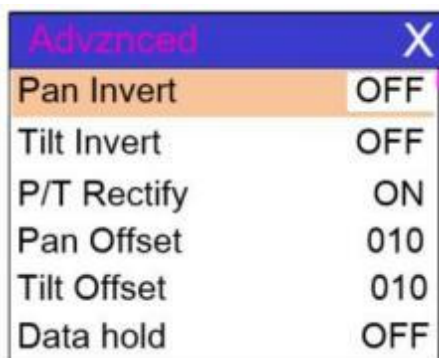 Advznced X
Pan Invert OFF
Tilt Invert OFF
P/T Rectify ON
Pan Offset 010
Tilt Offset 010
Data hold OFF